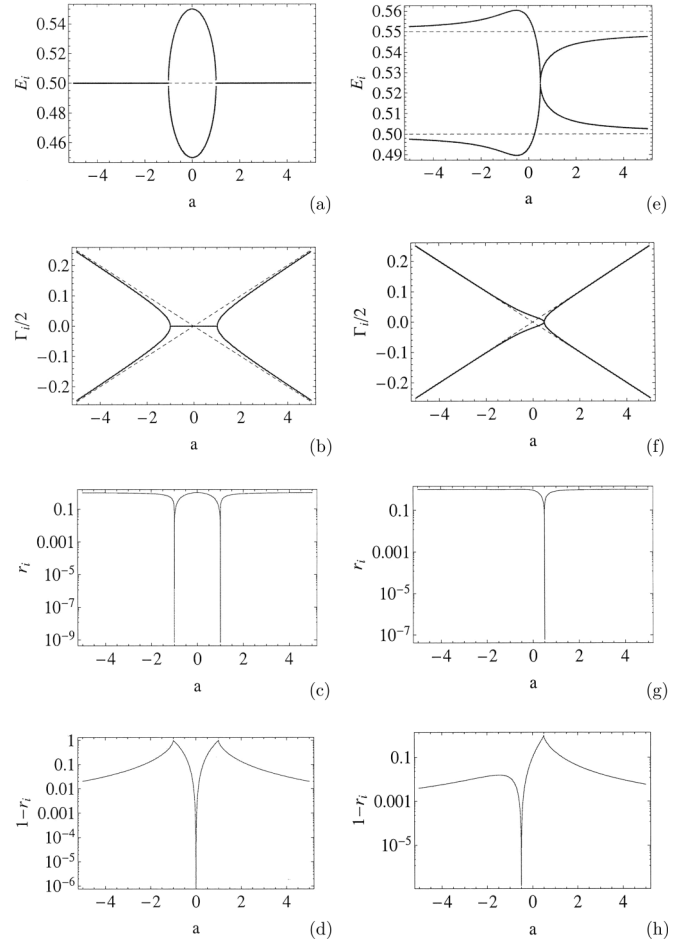 0.54
0.52
0.50
0.48
0.46
E_i
−4 −2 0 2 4
a
(a)
0.56
0.55
0.54
0.53
0.52
0.51
0.50
0.49
E_i
−4 −2 0 2 4
a
(e)
0.2
0.1
0.0
−0.1
−0.2
Γ_i/2
−4 −2 0 2 4
a
(b)
0.2
0.1
0.0
−0.1
−0.2
Γ_i/2
−4 −2 0 2 4
a
(f)
0.1
0.001
10^−5
10^−7
10^−9
r_i
−4 −2 0 2 4
a
(c)
0.1
0.001
10^−5
10^−7
r_i
−4 −2 0 2 4
a
(g)
1
0.1
0.01
0.001
10^−4
10^−5
10^−6
1−r_i
−4 −2 0 2 4
a
(d)
0.1
0.001
10^−5
1−r_i
−4 −2 0 2 4
a
(h)